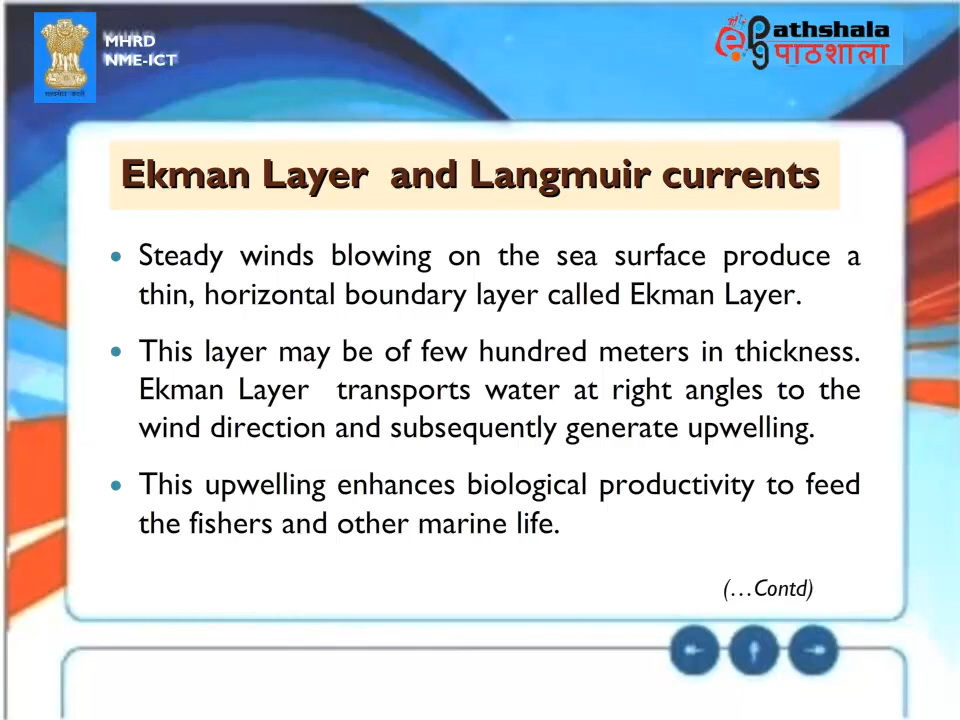 MHRD
NME-ICT
ePathshala
पाठशाला
Ekman Layer and Langmuir currents
• Steady winds blowing on the sea surface produce a
thin, horizontal boundary layer called Ekman Layer.
• This layer may be of few hundred meters in thickness.
Ekman Layer transports water at right angles to the
wind direction and subsequently generate upwelling.
• This upwelling enhances biological productivity to feed
the fishers and other marine life.
(…Contd)